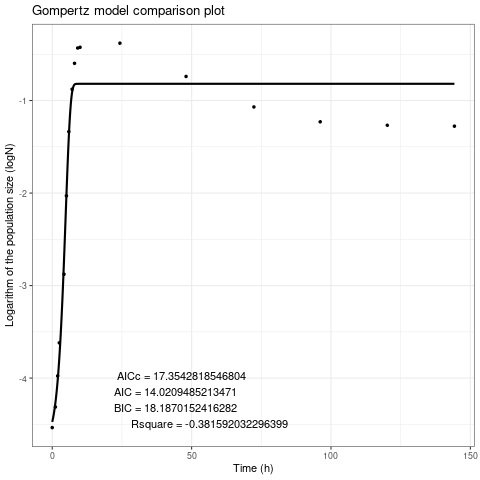 Gompertz model comparison plot
Logarithm of the population size (logN)
-1
-2
-3
-4
AICc = 17.3542818546804
AIC = 14.0209485213471
BIC = 18.1870152416282
Rsquare = -0.381592032296399
0
50
100
150
Time (h)